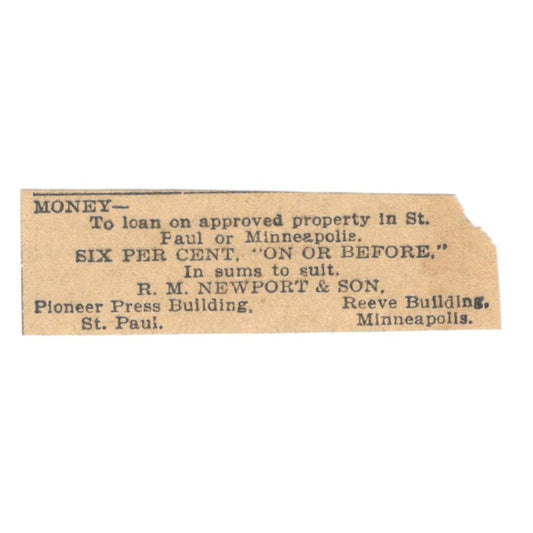 MONEY—
To loan on approved property in St.
Paul or Minneapolis.
SIX PER CENT, "ON OR BEFORE,"
In sums to suit.
R. M. NEWPORT & SON,
Pioneer Press Building, Reeve Building,
St. Paul. Minneapolis.